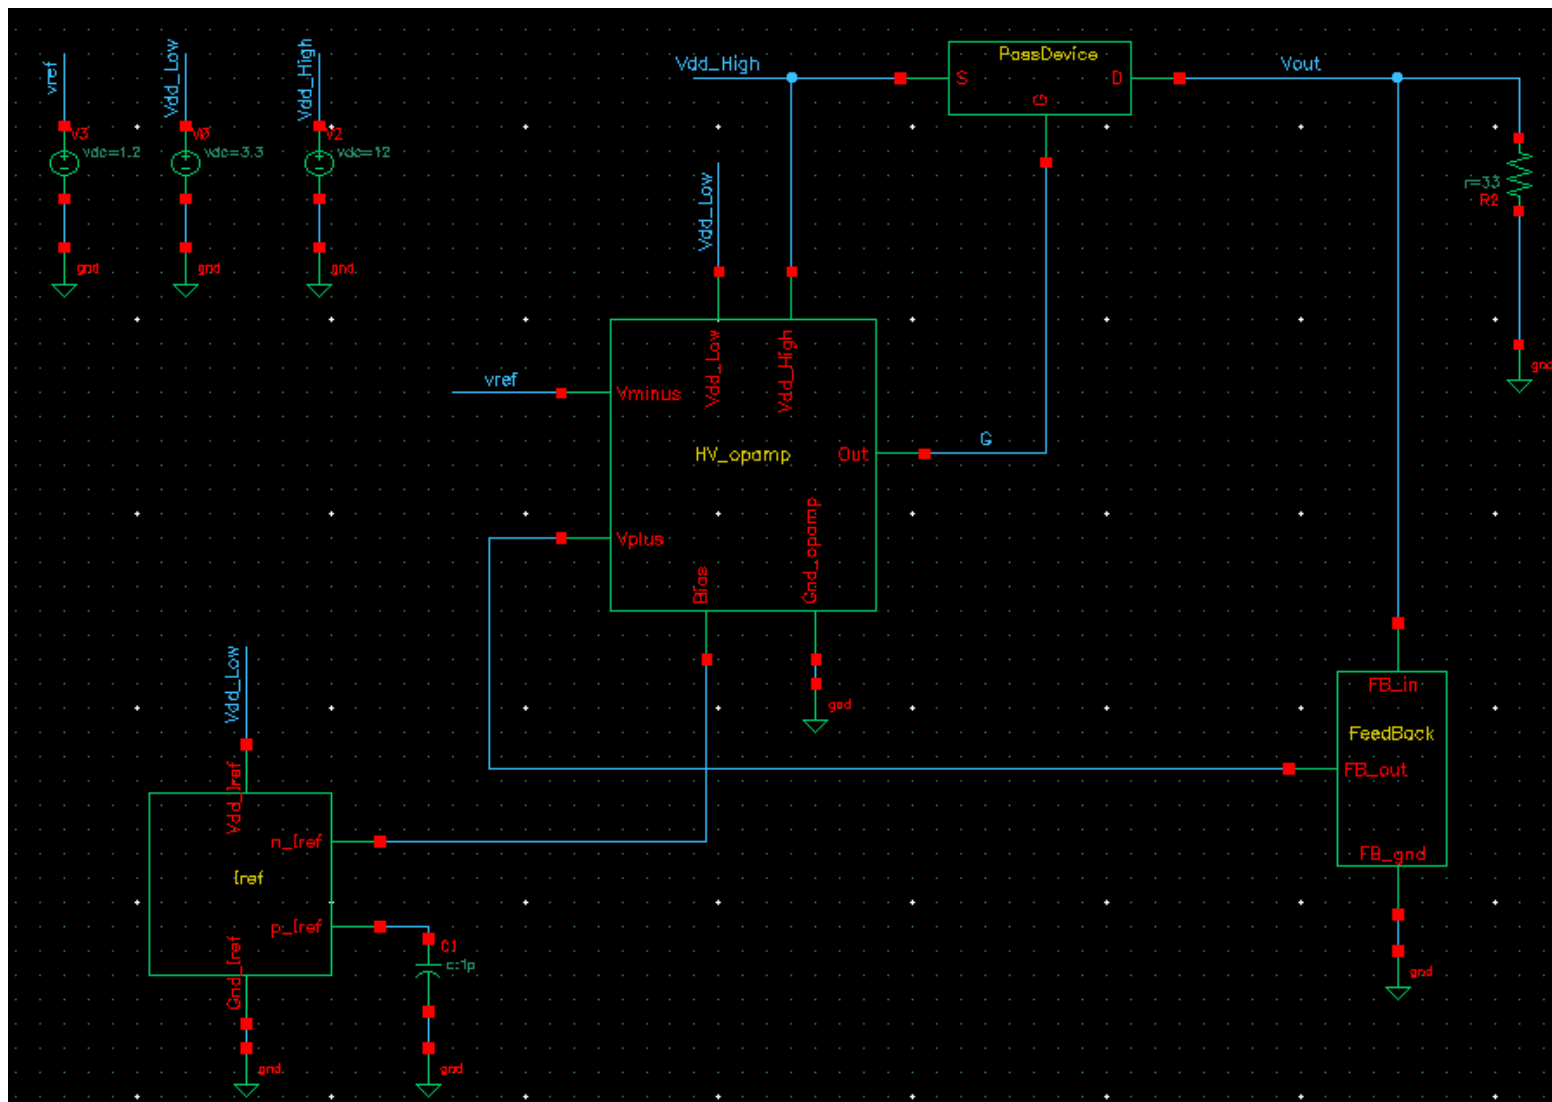 vref
Vdd_Low
Vdd_High
V3
vdc=1.2
V0
vdc=3.3
V2
vdc=12
gnd
gnd
gnd
Vdd_High
PassDevice
S
D
G
Vout
r=33
R2
gnd
Vdd_Low
Vdd_Low
Vdd_High
vref
Vminus
HV_opamp
Out
G
Vplus
Bias
Gnd_opamp
gnd
FB_in
FeedBack
FB_out
FB_gnd
gnd
Vdd_Low
Vdd_Iref
n_Iref
Iref
p_Iref
Gnd_Iref
gnd
C1
c=1p
gnd